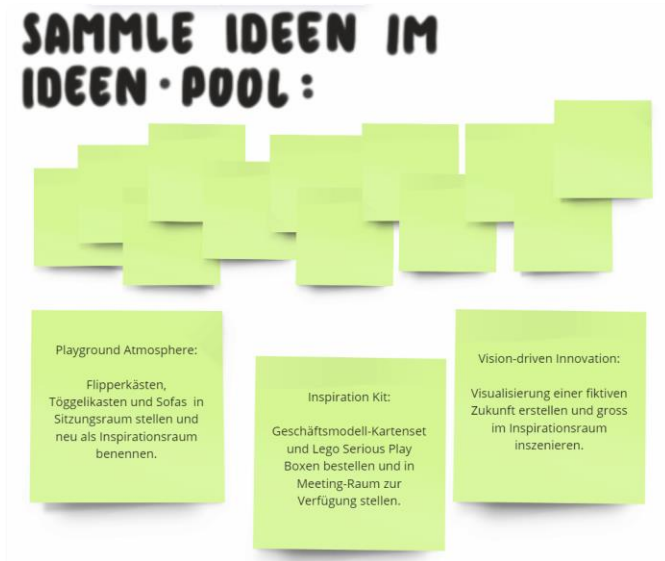 SAMMLE IDEEN IM
IDEEN·POOL:
Playground Atmosphere:
Flipperkästen,
Töggelikasten und Sofas in
Sitzungsraum stellen und
neu als Inspirationsraum
benennen.
Inspiration Kit:
Geschäftsmodell-Kartenset
und Lego Serious Play
Boxen bestellen und in
Meeting-Raum zur
Verfügung stellen.
Vision-driven Innovation:
Visualisierung einer fiktiven
Zukunft erstellen und gross
im Inspirationsraum
inszenieren.